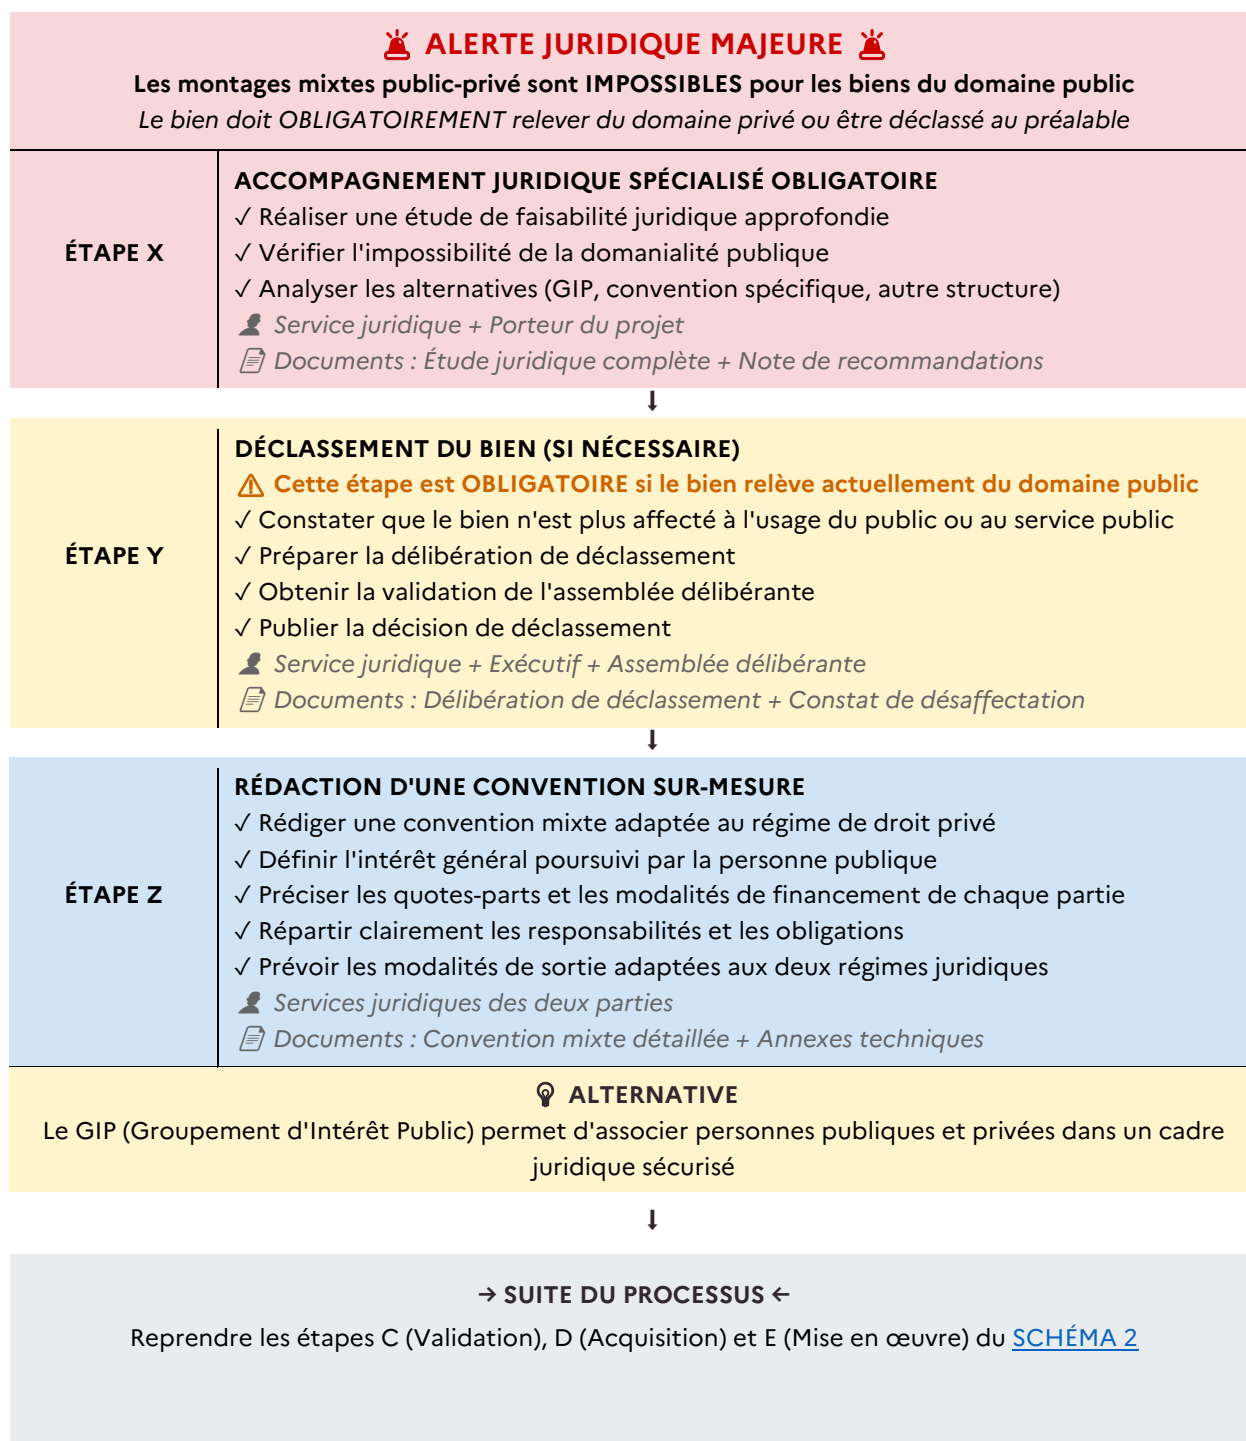 ALERTE JURIDIQUE MAJEURE
Les montages mixtes public-privé sont IMPOSSIBLES pour les biens du domaine public
Le bien doit OBLIGATOIREMENT relever du domaine privé ou être déclassé au préalable
ÉTAPE X
ACCOMPAGNEMENT JURIDIQUE SPÉCIALISÉ OBLIGATOIRE
✓ Réaliser une étude de faisabilité juridique approfondie
✓ Vérifier l'impossibilité de la domanialité publique
✓ Analyser les alternatives (GIP, convention spécifique, autre structure)
Service juridique + Porteur du projet
Documents : Étude juridique complète + Note de recommandations
ÉTAPE Y
DÉCLASSEMENT DU BIEN (SI NÉCESSAIRE)
Cette étape est OBLIGATOIRE si le bien relève actuellement du domaine public
✓ Constater que le bien n'est plus affecté à l'usage du public ou au service public
✓ Préparer la délibération de déclassement
✓ Obtenir la validation de l'assemblée délibérante
✓ Publier la décision de déclassement
Service juridique + Exécutif + Assemblée délibérante
Documents : Délibération de déclassement + Constat de désaffectation
ÉTAPE Z
RÉDACTION D'UNE CONVENTION SUR-MESURE
✓ Rédiger une convention mixte adaptée au régime de droit privé
✓ Définir l'intérêt général poursuivi par la personne publique
✓ Préciser les quotes-parts et les modalités de financement de chaque partie
✓ Répartir clairement les responsabilités et les obligations
✓ Prévoir les modalités de sortie adaptées aux deux régimes juridiques
Services juridiques des deux parties
Documents : Convention mixte détaillée + Annexes techniques
ALTERNATIVE
Le GIP (Groupement d'Intérêt Public) permet d'associer personnes publiques et privées dans un cadre
juridique sécurisé
→ SUITE DU PROCESSUS ←
Reprendre les étapes C (Validation), D (Acquisition) et E (Mise en œuvre) du SCHÉMA 2